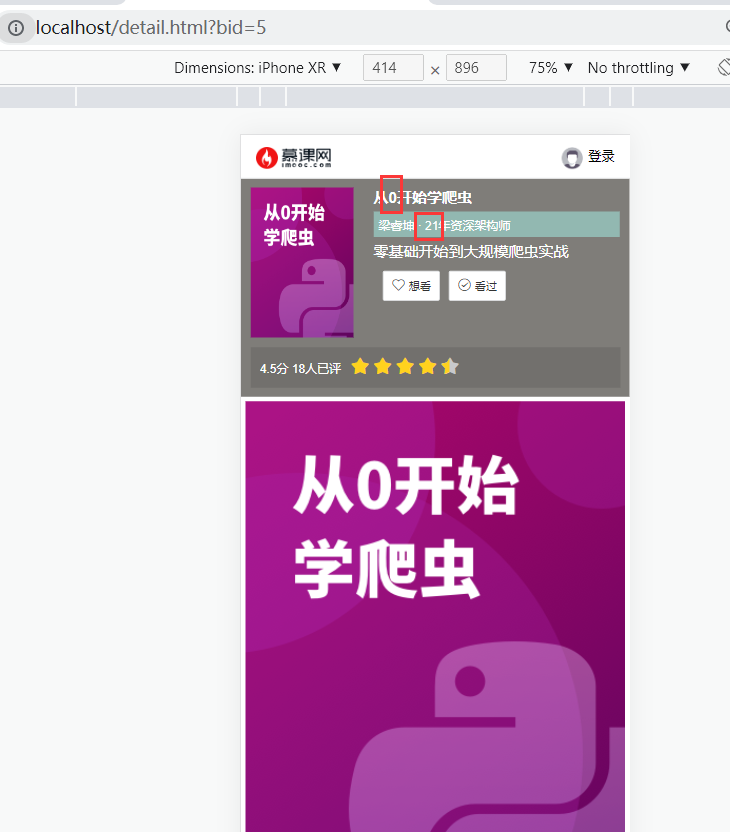 localhost/detail.html?bid=5
Dimensions: iPhone XR ▼ 414 × 896 75% ▼ No throttling ▼
慕课网
imooc.com
登录
从0开始
学爬虫
从0开始学爬虫
梁睿坤 - 21年资深架构师
零基础开始到大规模爬虫实战
想看 看过
4.5分 18人已评
从0开始
学爬虫